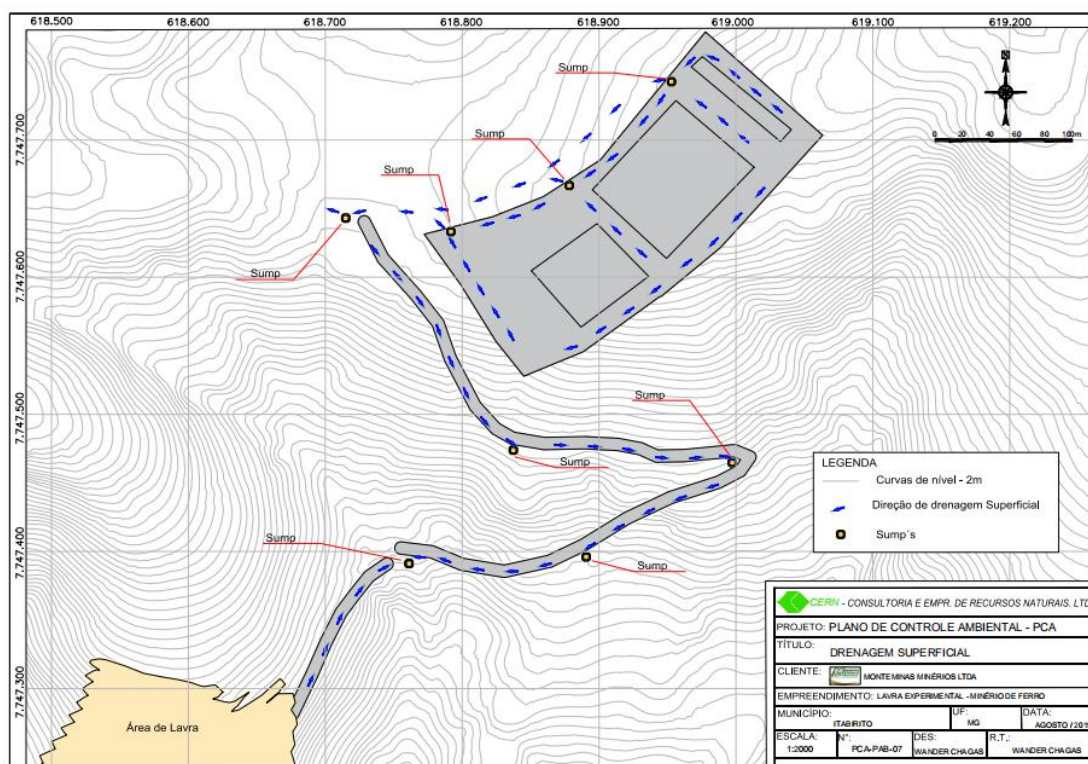 618.500 618.600 618.700 618.800 618.900 619.000 619.100 619.200
7.747.700
7.747.600
7.747.500
7.747.400
7.747.300
0 20 40 60 80 100m
Sump
Sump
Sump
Sump
Sump
Sump
Sump
Sump
Área de Lavra
LEGENDA
Curvas de nível - 2m
Direção de drenagem Superficial
Sump´s
CERN - CONSULTORIA E EMPR. DE RECURSOS NATURAIS. LTD
PROJETO: PLANO DE CONTROLE AMBIENTAL - PCA
TÍTULO:
DRENAGEM SUPERFICIAL
CLIENTE: MONTEMINAS MINÉRIOS LTDA
EMPREENDIMENTO: LAVRA EXPERIMENTAL - MINÉRIO DE FERRO
MUNICÍPIO: UF: DATA:
ITABIRITO MG AGOSTO / 201
ESCALA: N°: DES: R.T.:
1:2000 PCA-PAB-07 WANDER CHAGAS WANDER CHAGAS